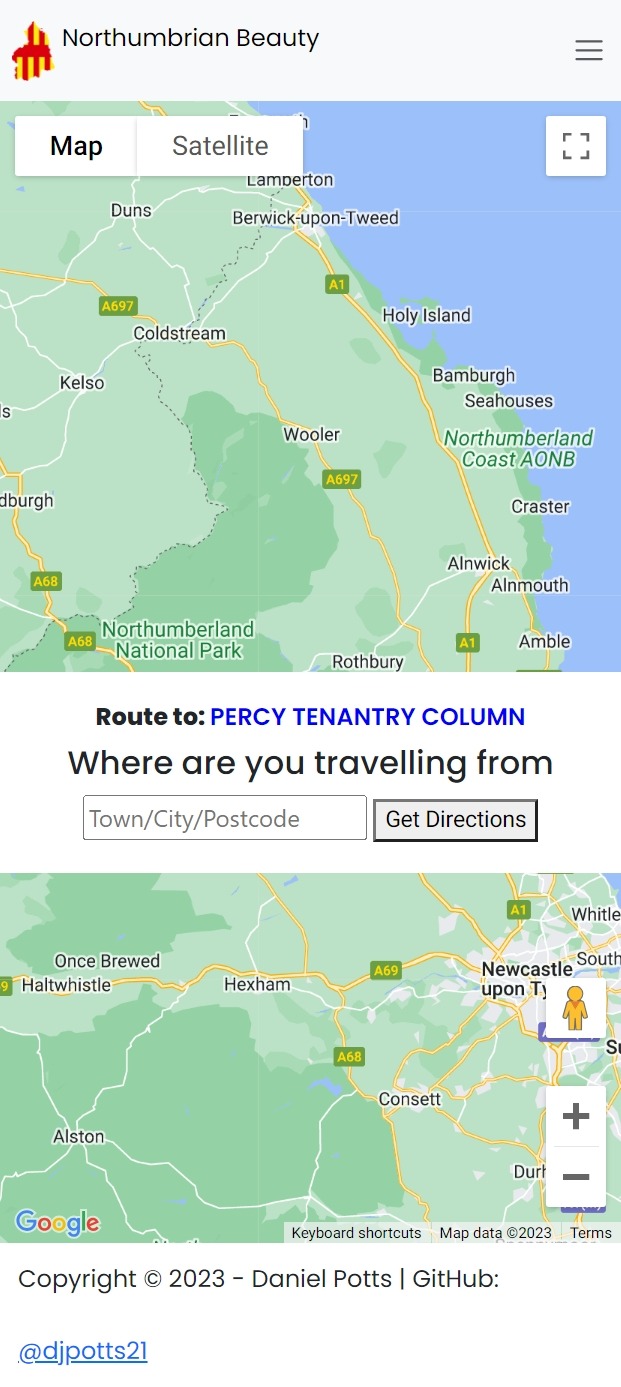 Northumbrian Beauty
Map
Satellite
Lamberton
Duns
Berwick-upon-Tweed
A1
A697
Holy Island
Coldstream
Bamburgh
Kelso
Seahouses
ls
Wooler
Northumberland
Coast AONB
A697
dburgh
Craster
Alnwick
A68
Alnmouth
Northumberland
National Park
A68
A1
Amble
Rothbury
Route to: PERCY TENANTRY COLUMN
Where are you travelling from
Town/City/Postcode
Get Directions
A1
Whitle
Once Brewed
South
A69
Newcastle
upon Ty
9
Haltwhistle
Hexham
A68
Su
Consett
Alston
Durh
Google
Keyboard shortcuts
Map data ©2023
Terms
Copyright © 2023 - Daniel Potts | GitHub:
@djpotts21